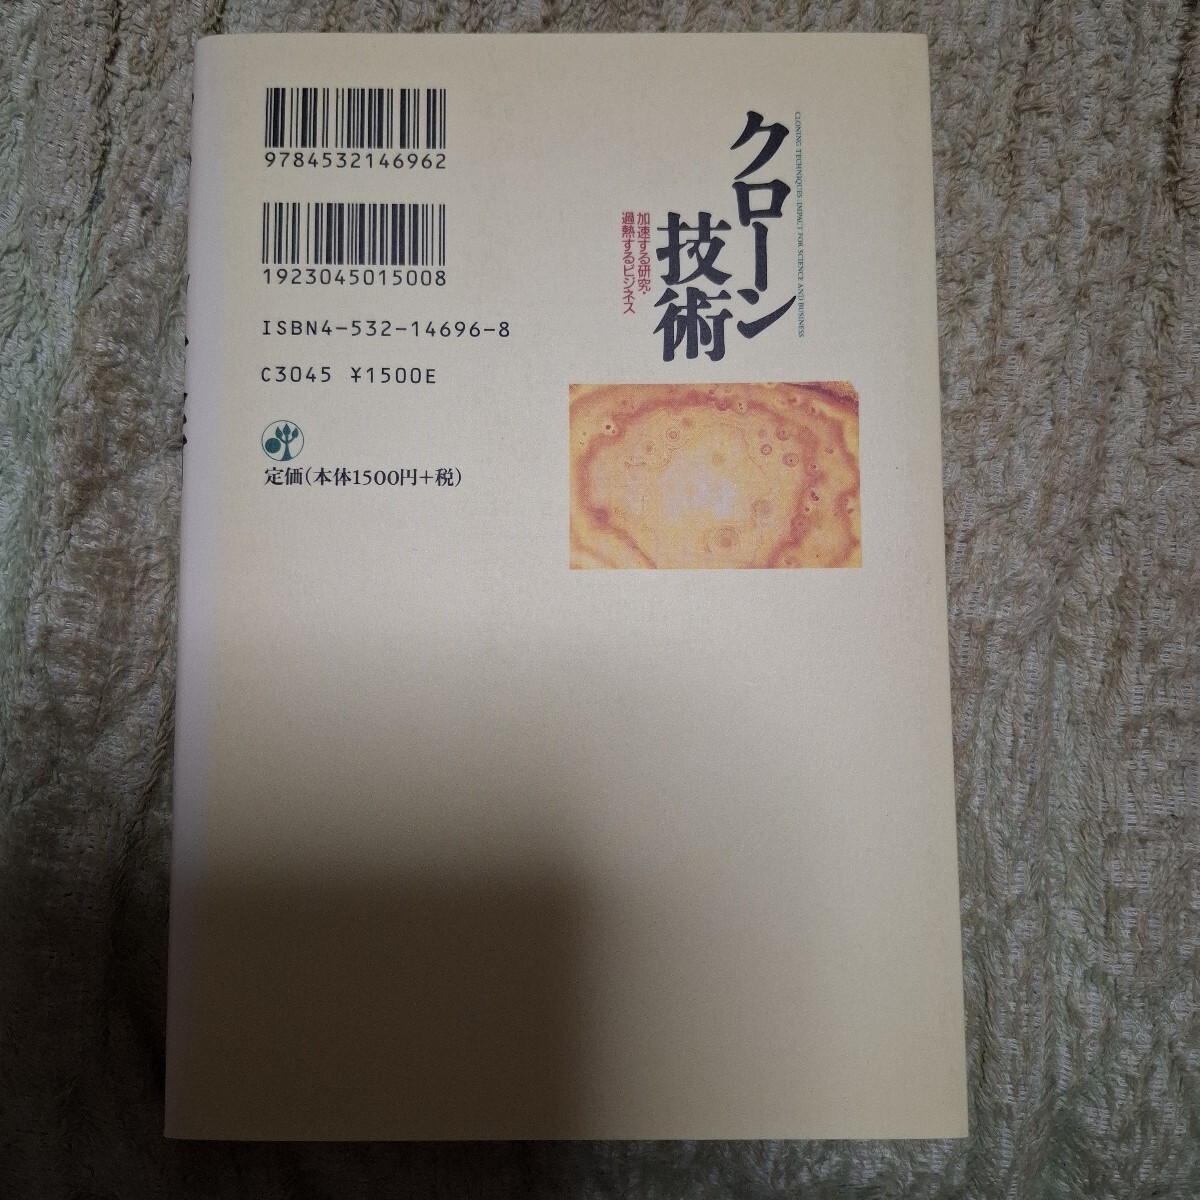 クローン
技術
CLONING TECHNIQUES: IMPACT FOR SCIENCE AND BUSINESS
加速する研究・
過熱するビジネス
9784532146962
1923045015008
ISBN4-532-14696-8
C3045 ¥1500E
定価(本体1500円+税)